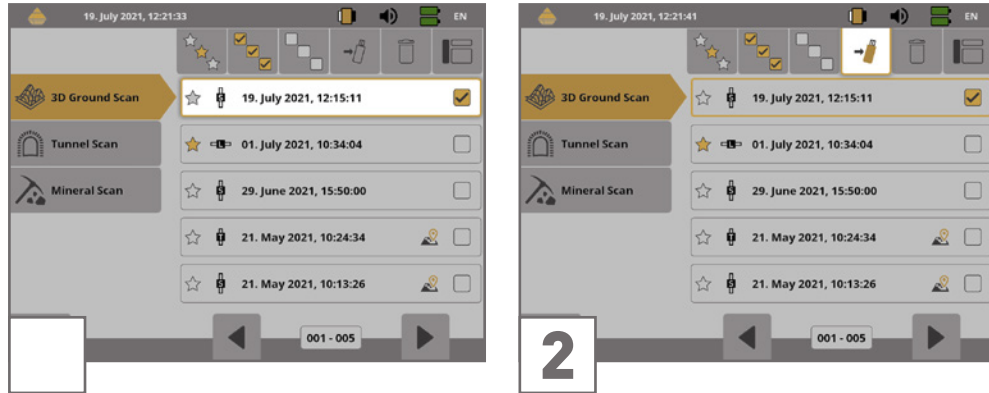 19. July 2021, 12:21:33 EN
3D Ground Scan
19. July 2021, 12:15:11
Tunnel Scan
01. July 2021, 10:34:04
Mineral Scan
29. June 2021, 15:50:00
21. May 2021, 10:24:34
21. May 2021, 10:13:26
001 - 005
19. July 2021, 12:21:41 EN
3D Ground Scan
19. July 2021, 12:15:11
Tunnel Scan
01. July 2021, 10:34:04
Mineral Scan
29. June 2021, 15:50:00
21. May 2021, 10:24:34
21. May 2021, 10:13:26
001 - 005
2